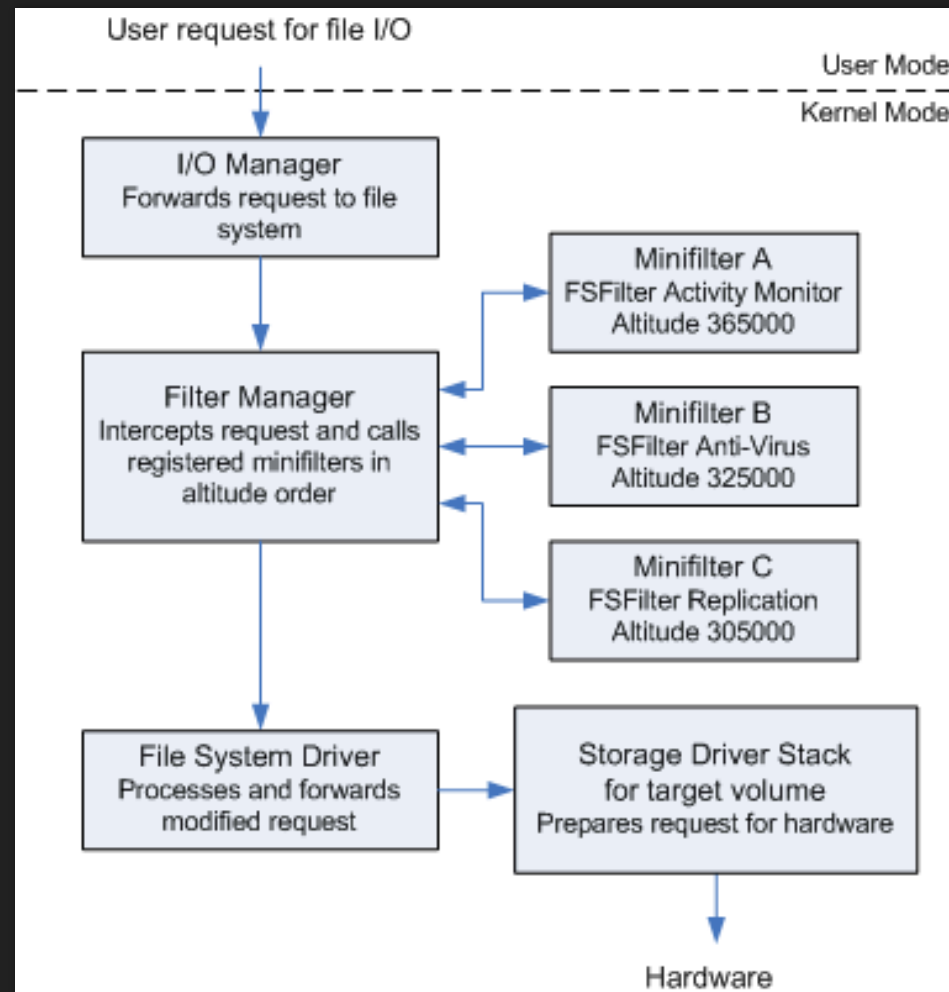 User request for file I/O
User Mode
Kernel Mode
I/O Manager
Forwards request to file
system
Minifilter A
FSFilter Activity Monitor
Altitude 365000
Filter Manager
Intercepts request and calls
registered minifilters in
altitude order
Minifilter B
FSFilter Anti-Virus
Altitude 325000
Minifilter C
FSFilter Replication
Altitude 305000
File System Driver
Processes and forwards
modified request
Storage Driver Stack
for target volume
Prepares request for hardware
Hardware